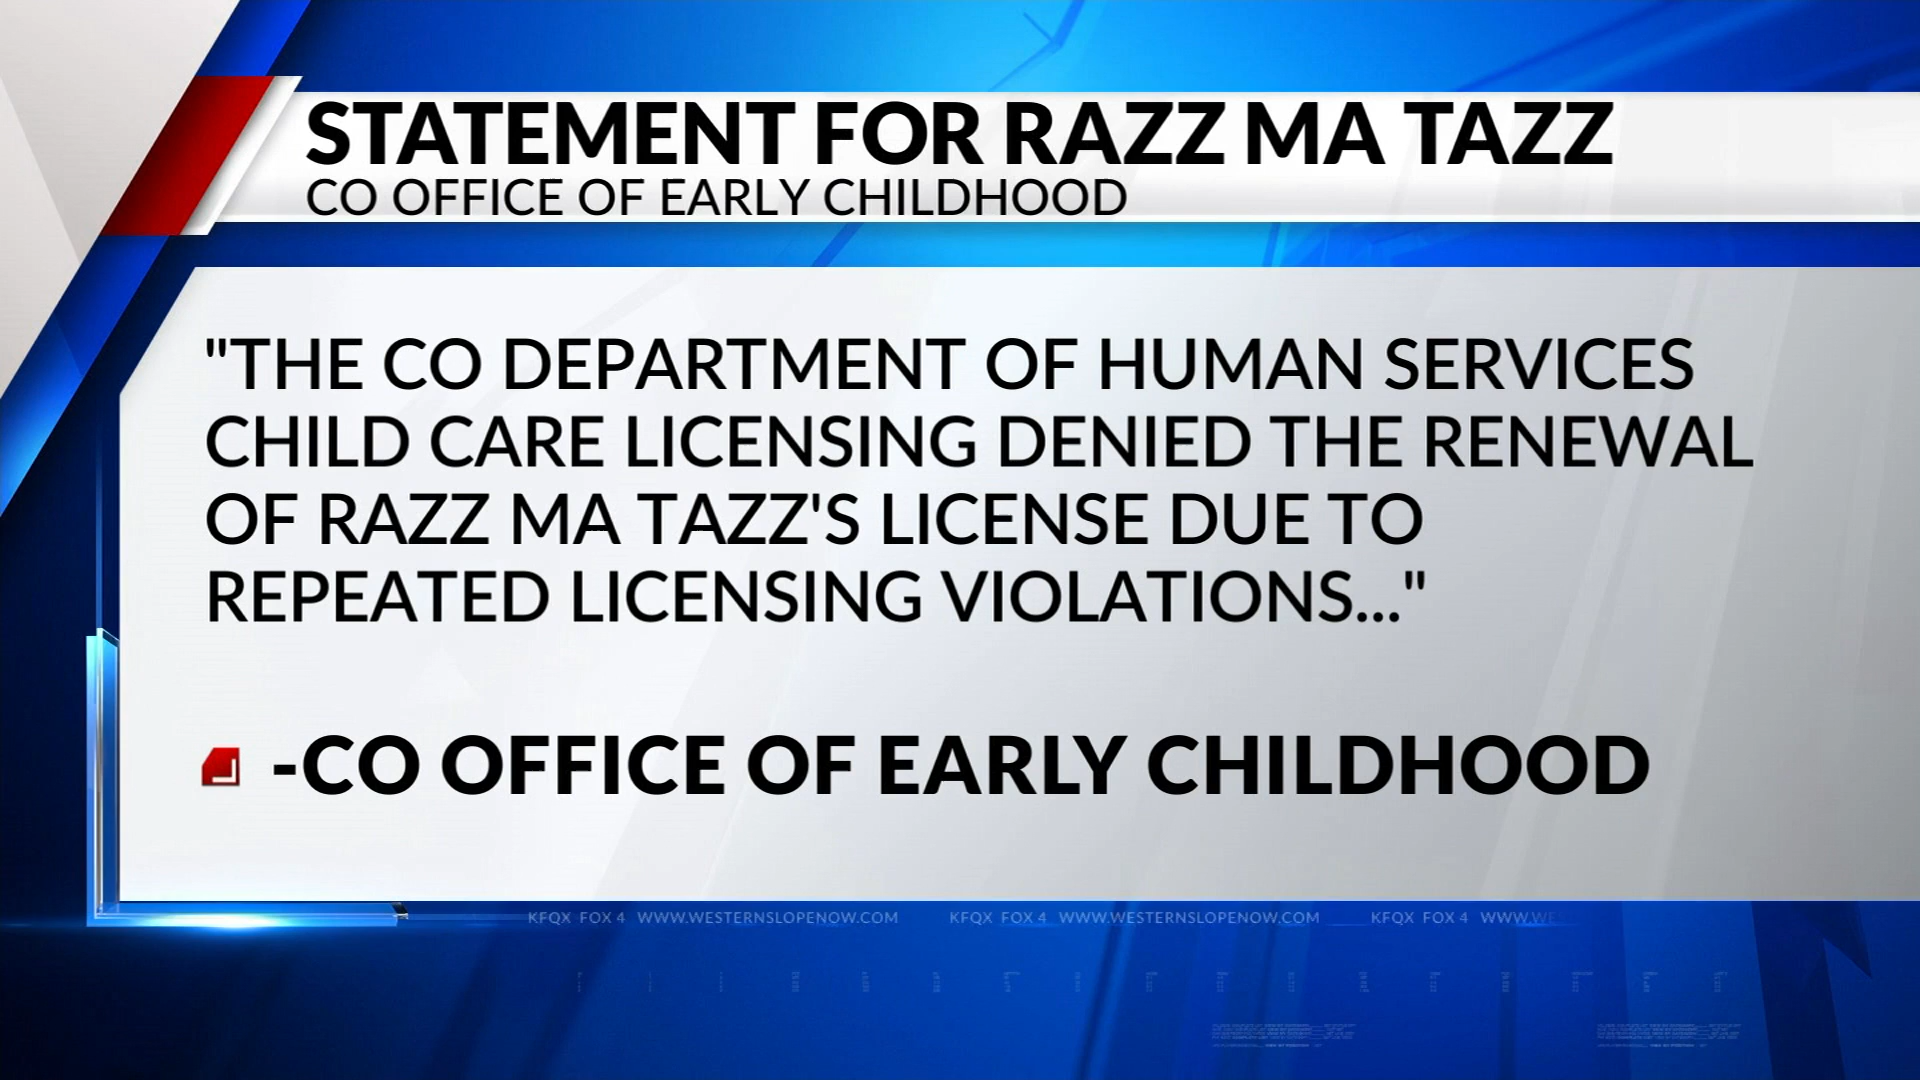 STATEMENT FOR RAZZ MA TAZZ
CO OFFICE OF EARLY CHILDHOOD
"THE CO DEPARTMENT OF HUMAN SERVICES
CHILD CARE LICENSING DENIED THE RENEWAL
OF RAZZ MA TAZZ'S LICENSE DUE TO
REPEATED LICENSING VIOLATIONS..."
-CO OFFICE OF EARLY CHILDHOOD
KFQX FOX 4 WWW.WESTERNSLOPENOW.COM KFQX FOX 4 WWW.WESTERNSLOPENOW.COM KFQX FOX 4 WWW.WES